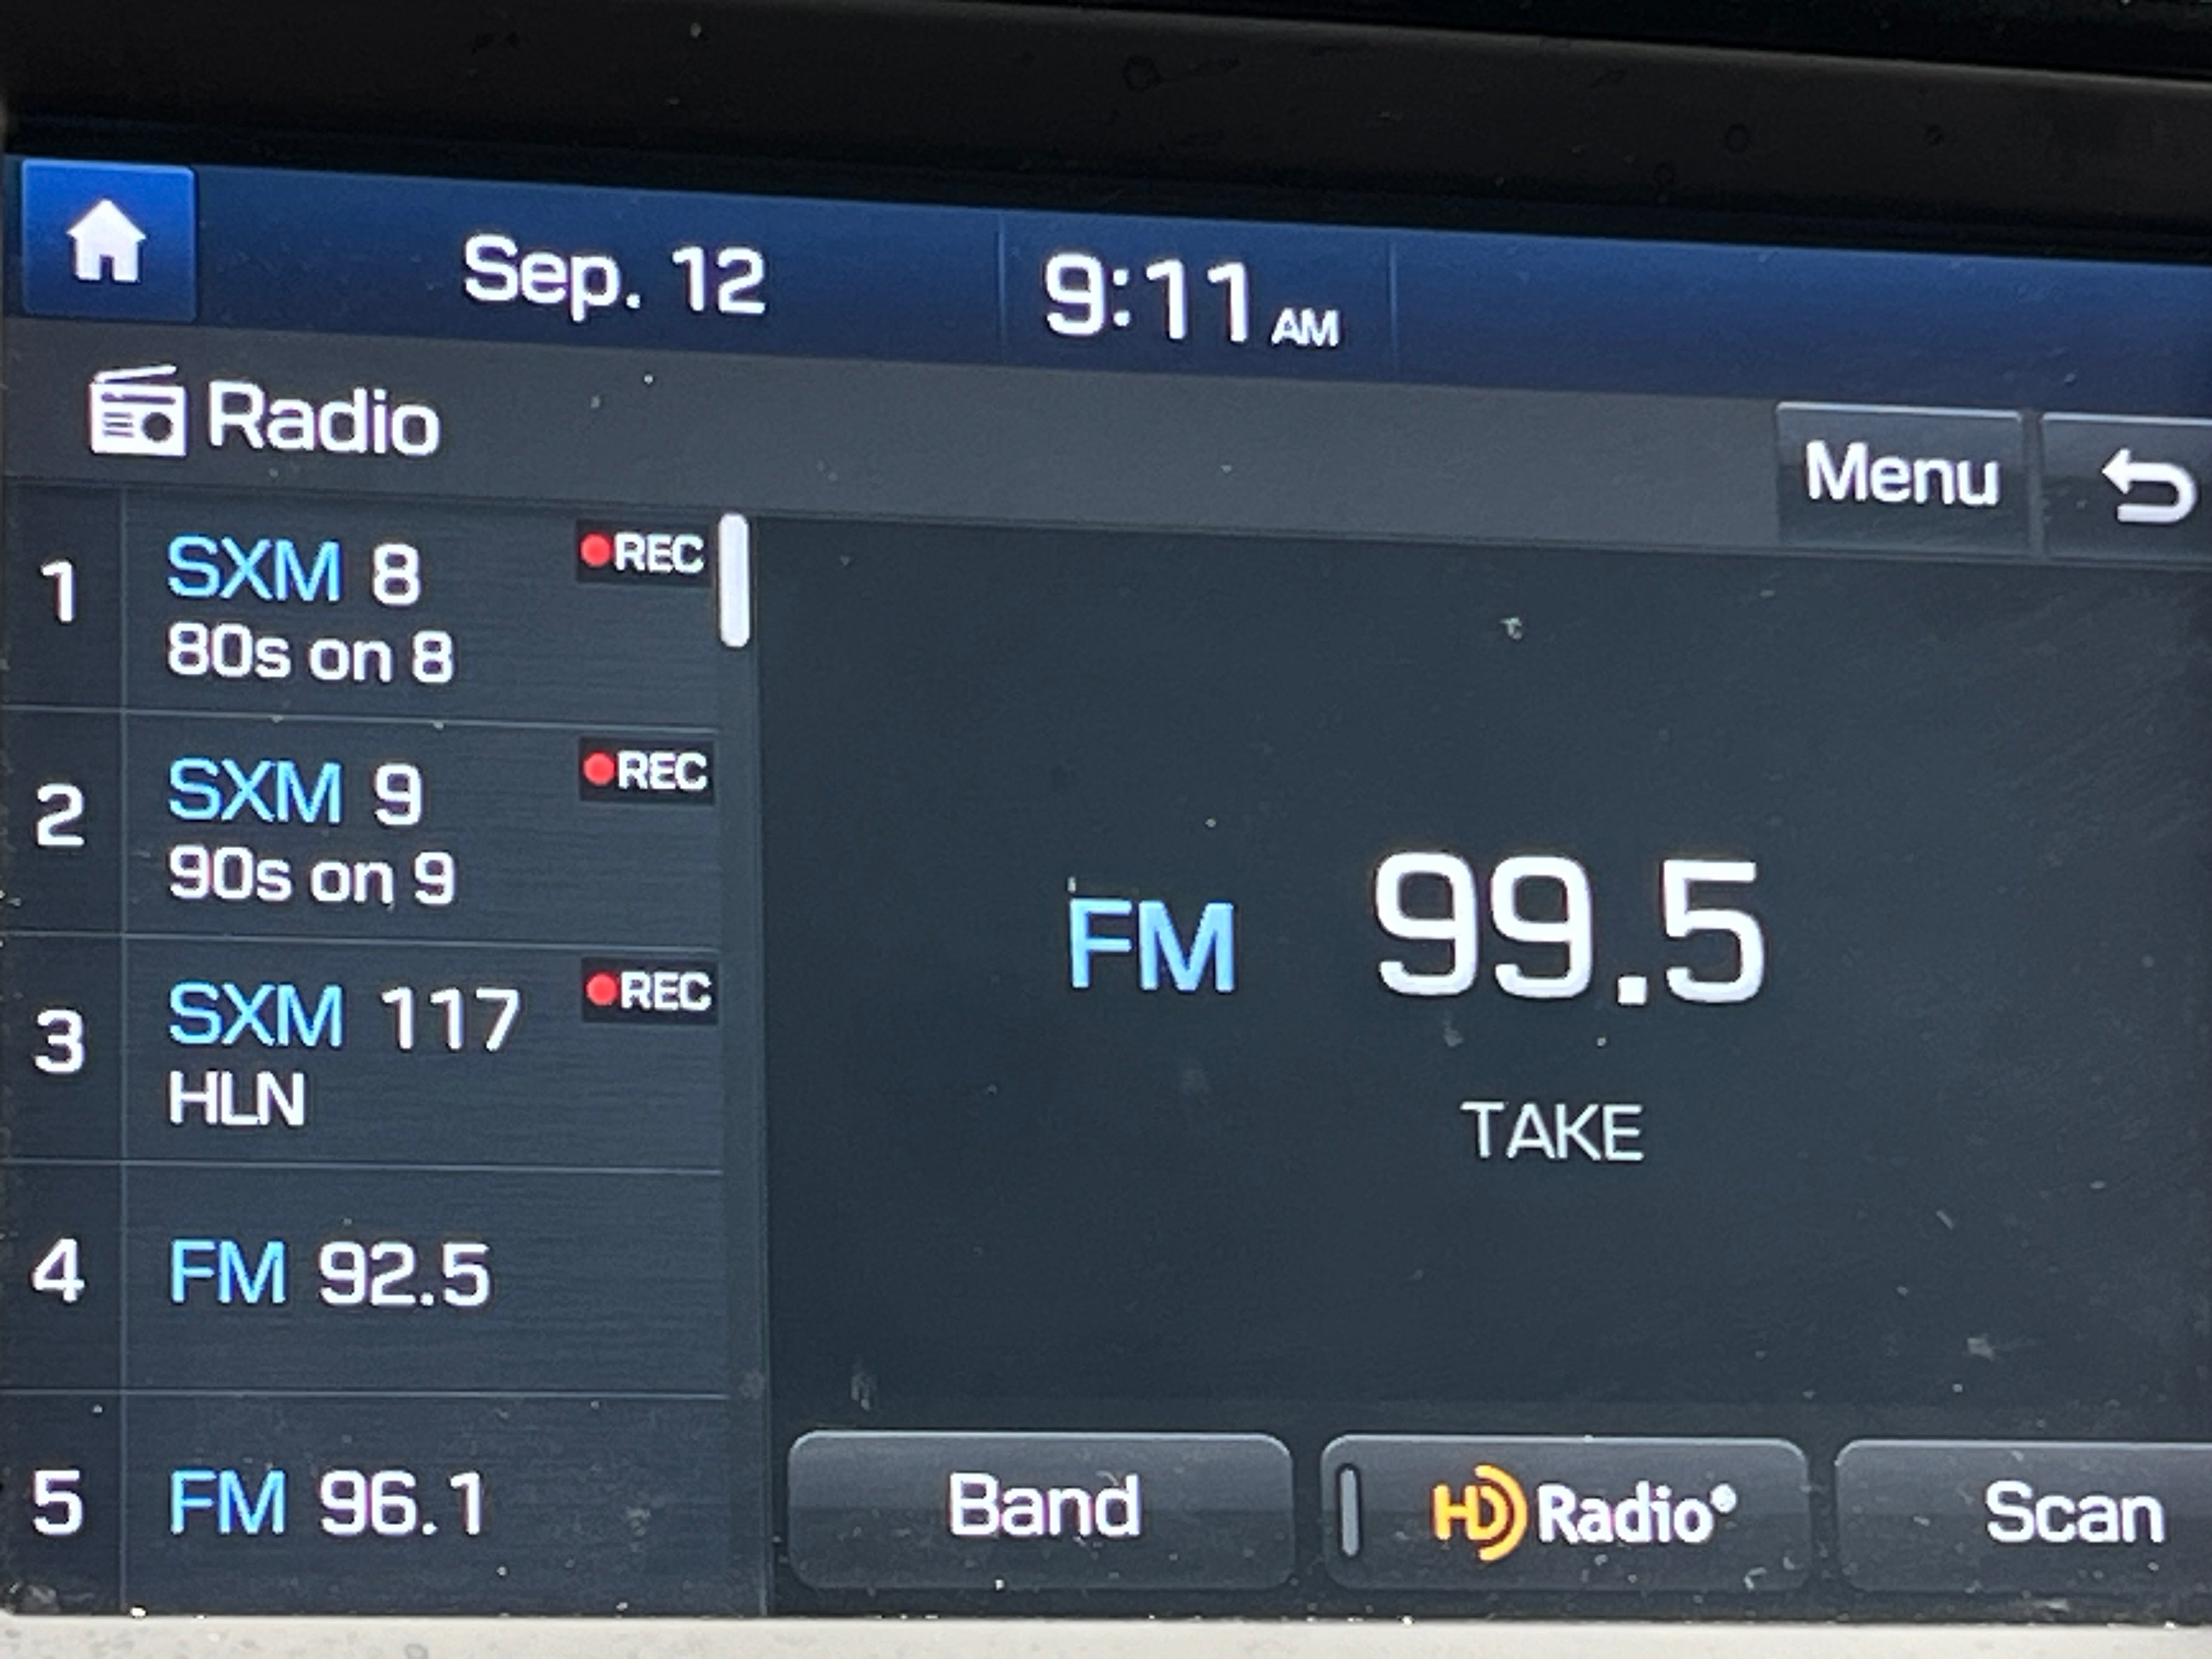 Sep. 12
9:11 AM
Radio
Menu
1
SXM 8
REC
80s on 8
2
SXM 9
REC
90s on 9
3
SXM 117
REC
HLN
4
FM 92.5
5
FM 96.1
FM 99.5
TAKE
Band
HD Radio
Scan